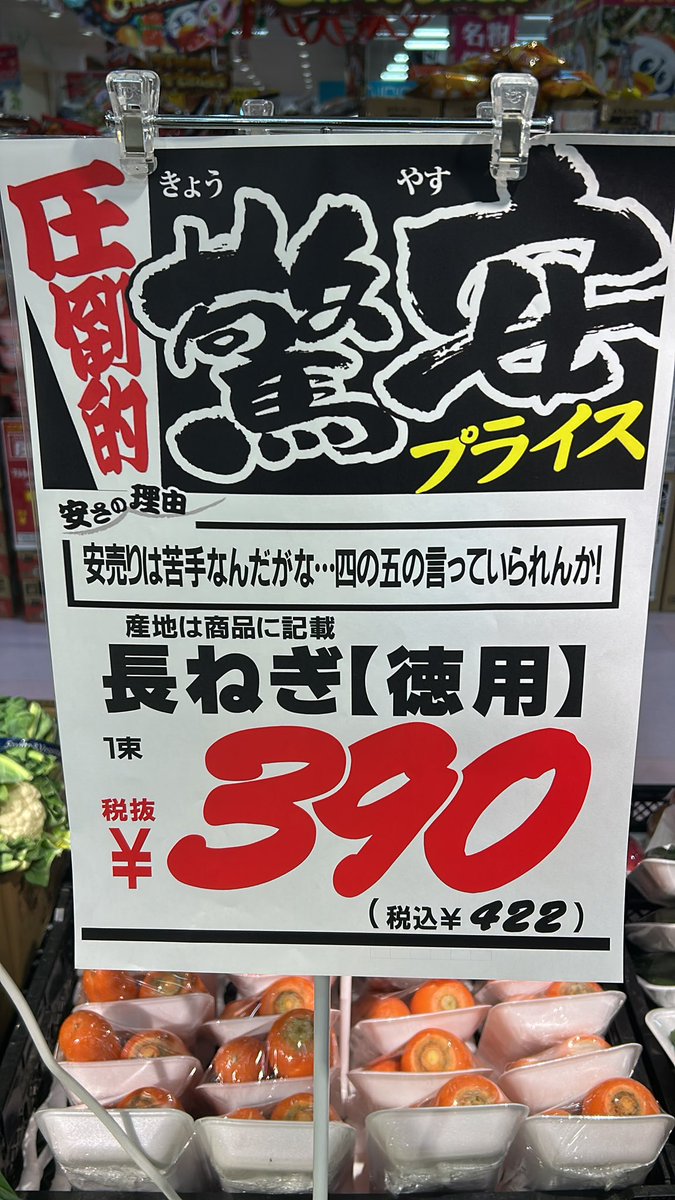 名物
圧倒的
きょう やす
驚安
プライス
安さの理由
安売りは苦手なんだがな…四の五の言っていられんか!
産地は商品に記載
長ねぎ【徳用】
1束
税抜
¥390
(税込¥422)